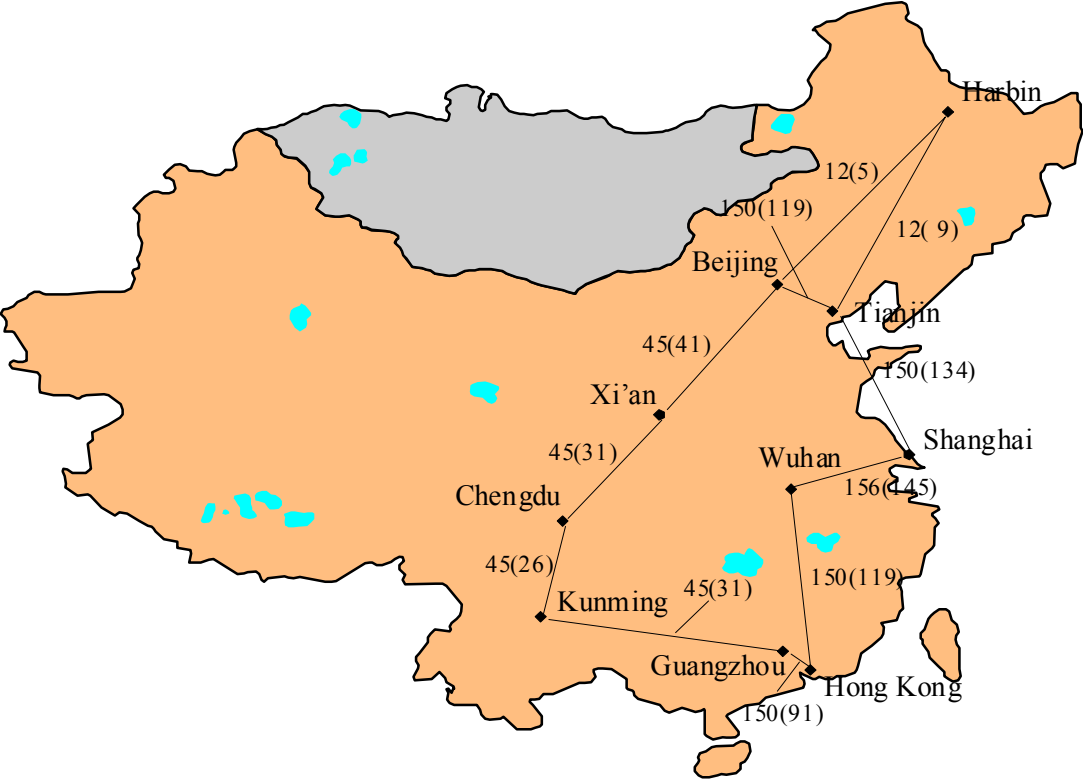 Harbin
12(5)
150(119)
12( 9)
Beijing
Tianjin
45(41)
150(134)
Xi’an
Shanghai
45(31)
Wuhan
156(145)
Chengdu
45(26)
150(119)
45(31)
Kunming
Guangzhou
Hong Kong
150(91)